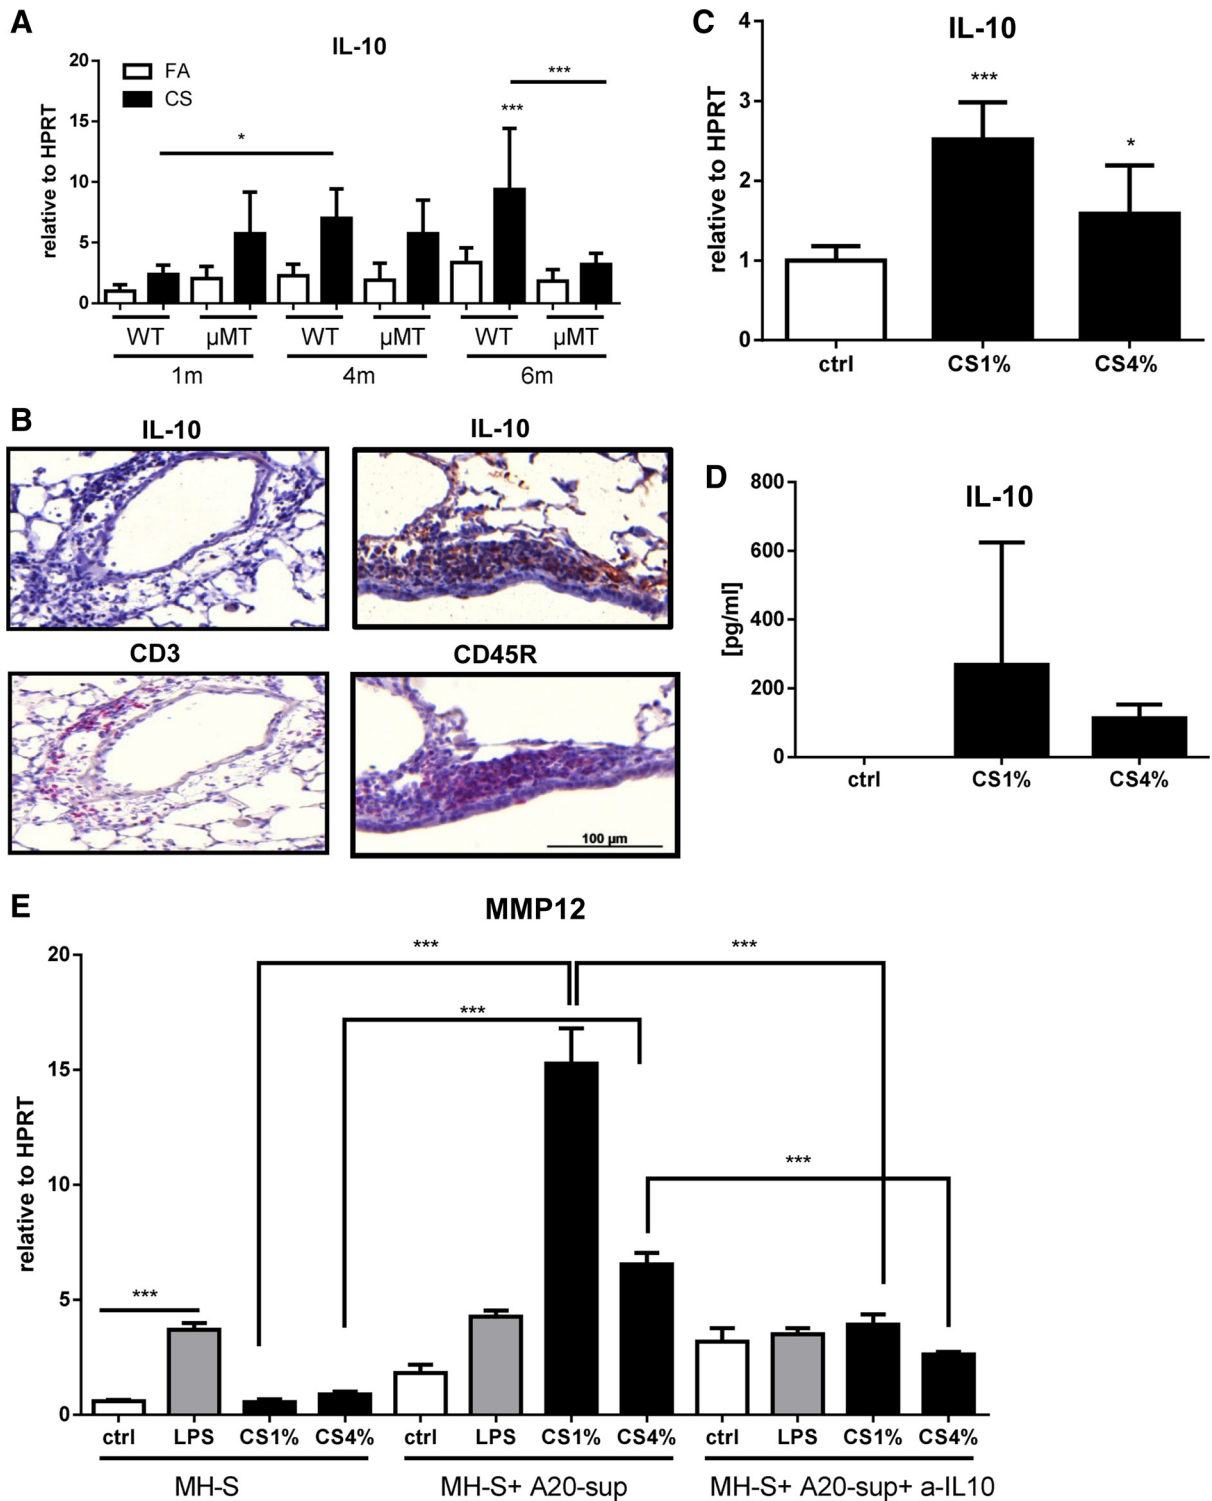 A
IL-10
FA
CS
relative to HPRT
20
15
10
5
0
*
***
***
WT
µMT
WT
µMT
WT
µMT
1m
4m
6m
C
IL-10
relative to HPRT
4
3
2
1
0
***
*
ctrl
CS1%
CS4%
B
IL-10
IL-10
CD3
CD45R
100 µm
D
IL-10
[pg/ml]
800
600
400
200
0
ctrl
CS1%
CS4%
E
MMP12
relative to HPRT
20
15
10
5
0
***
***
***
***
***
ctrl
LPS
CS1%
CS4%
ctrl
LPS
CS1%
CS4%
ctrl
LPS
CS1%
CS4%
MH-S
MH-S+ A20-sup
MH-S+ A20-sup+ a-IL10